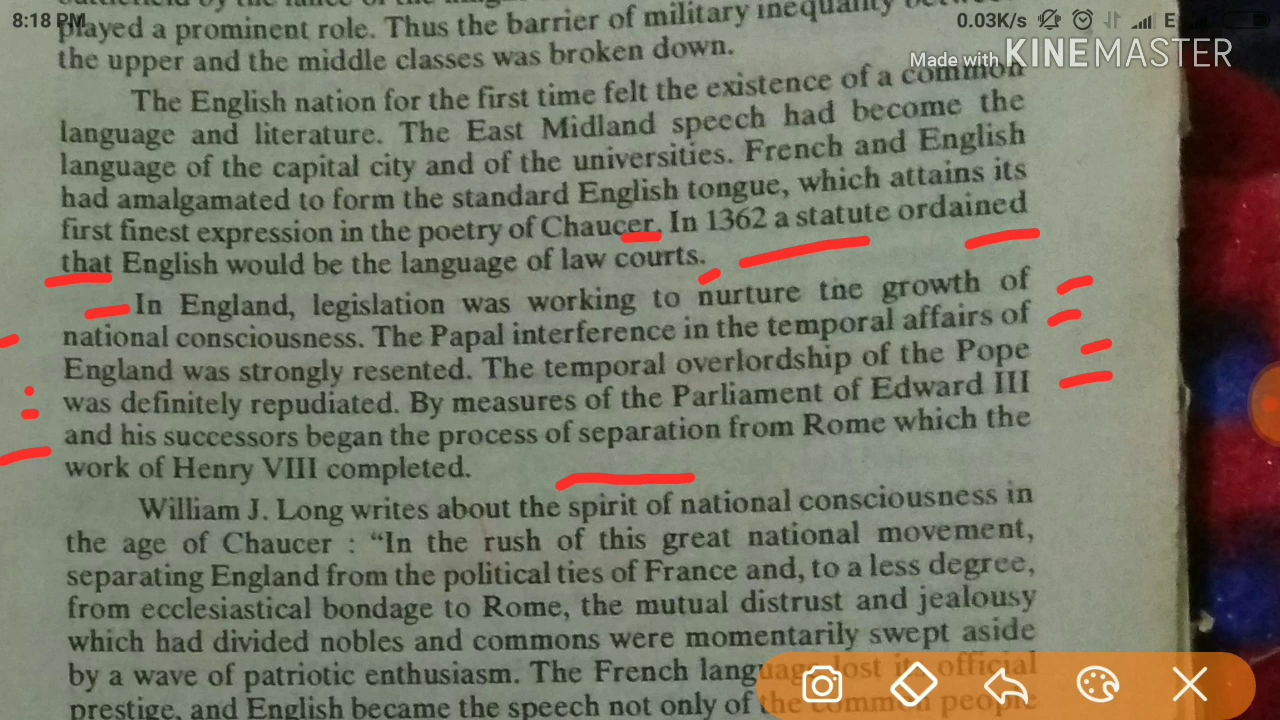 by the lance of the
8:18 PM 0.03K/s E
played a prominent role. Thus the barrier of military inequality
Made with KINEMASTER
the upper and the middle classes was broken down.
The English nation for the first time felt the existence of a common
language and literature. The East Midland speech had become the
language of the capital city and of the universities. French and English
had amalgamated to form the standard English tongue, which attains its
first finest expression in the poetry of Chaucer. In 1362 a statute ordained
that English would be the language of law courts.
In England, legislation was working to nurture the growth of
national consciousness. The Papal interference in the temporal affairs of
England was strongly resented. The temporal overlordship of the Pope
was definitely repudiated. By measures of the Parliament of Edward III
and his successors began the process of separation from Rome which the
work of Henry VIII completed.
William J. Long writes about the spirit of national consciousness in
the age of Chaucer : “In the rush of this great national movement,
separating England from the political ties of France and, to a less degree,
from ecclesiastical bondage to Rome, the mutual distrust and jealousy
which had divided nobles and commons were momentarily swept aside
by a wave of patriotic enthusiasm. The French language lost its official
prestige, and English became the speech not only of the common people